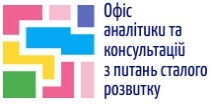 Офіс
аналітики та
консультацій
з питань сталого
розвитку